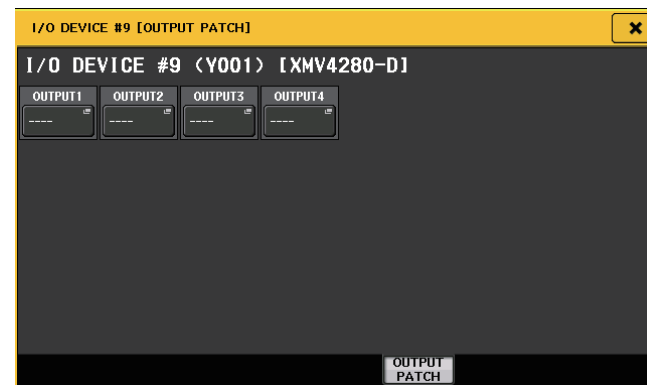 I/O DEVICE #9 [OUTPUT PATCH]
I/O DEVICE #9 (Y001) [XMV4280-D]
OUTPUT1 OUTPUT2 OUTPUT3 OUTPUT4
---- ---- ---- ----
OUTPUT
PATCH